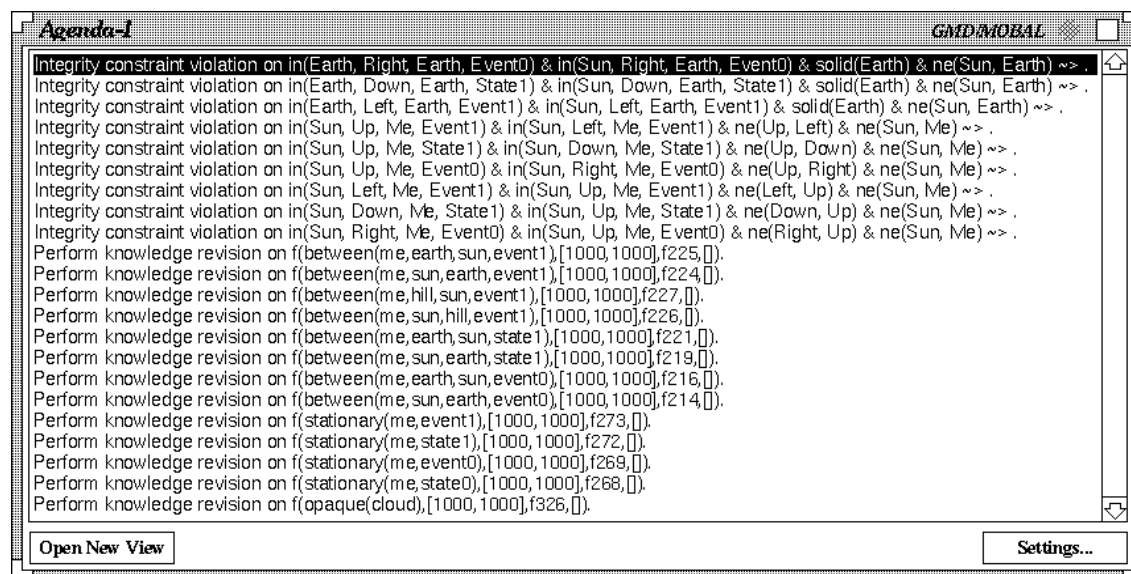 Agenda-1
GMD/MOBAL
Integrity constraint violation on in(Earth, Right, Earth, Event0) & in(Sun, Right, Earth, Event0) & solid(Earth) & ne(Sun, Earth) ~> .
Integrity constraint violation on in(Earth, Down, Earth, State1) & in(Sun, Down, Earth, State1) & solid(Earth) & ne(Sun, Earth) ~> .
Integrity constraint violation on in(Earth, Left, Earth, Event1) & in(Sun, Left, Earth, Event1) & solid(Earth) & ne(Sun, Earth) ~> .
Integrity constraint violation on in(Sun, Up, Me, Event1) & in(Sun, Left, Me, Event1) & ne(Up, Left) & ne(Sun, Me) ~> .
Integrity constraint violation on in(Sun, Up, Me, State1) & in(Sun, Down, Me, State1) & ne(Up, Down) & ne(Sun, Me) ~> .
Integrity constraint violation on in(Sun, Up, Me, Event0) & in(Sun, Right, Me, Event0) & ne(Up, Right) & ne(Sun, Me) ~> .
Integrity constraint violation on in(Sun, Left, Me, Event1) & in(Sun, Up, Me, Event1) & ne(Left, Up) & ne(Sun, Me) ~> .
Integrity constraint violation on in(Sun, Down, Me, State1) & in(Sun, Up, Me, State1) & ne(Down, Up) & ne(Sun, Me) ~> .
Integrity constraint violation on in(Sun, Right, Me, Event0) & in(Sun, Up, Me, Event0) & ne(Right, Up) & ne(Sun, Me) ~> .
Perform knowledge revision on f(between(me,earth,sun,event1),[1000,1000],f225,[]).
Perform knowledge revision on f(between(me,sun,earth,event1),[1000,1000],f224,[]).
Perform knowledge revision on f(between(me,hill,sun,event1),[1000,1000],f227,[]).
Perform knowledge revision on f(between(me,sun,hill,event1),[1000,1000],f226,[]).
Perform knowledge revision on f(between(me,earth,sun,state1),[1000,1000],f221,[]).
Perform knowledge revision on f(between(me,sun,earth,state1),[1000,1000],f219,[]).
Perform knowledge revision on f(between(me,earth,sun,event0),[1000,1000],f216,[]).
Perform knowledge revision on f(between(me,sun,earth,event0),[1000,1000],f214,[]).
Perform knowledge revision on f(stationary(me,event1),[1000,1000],f273,[]).
Perform knowledge revision on f(stationary(me,state1),[1000,1000],f272,[]).
Perform knowledge revision on f(stationary(me,event0),[1000,1000],f269,[]).
Perform knowledge revision on f(stationary(me,state0),[1000,1000],f268,[]).
Perform knowledge revision on f(opaque(cloud),[1000,1000],f326,[]).
Open New View
Settings...